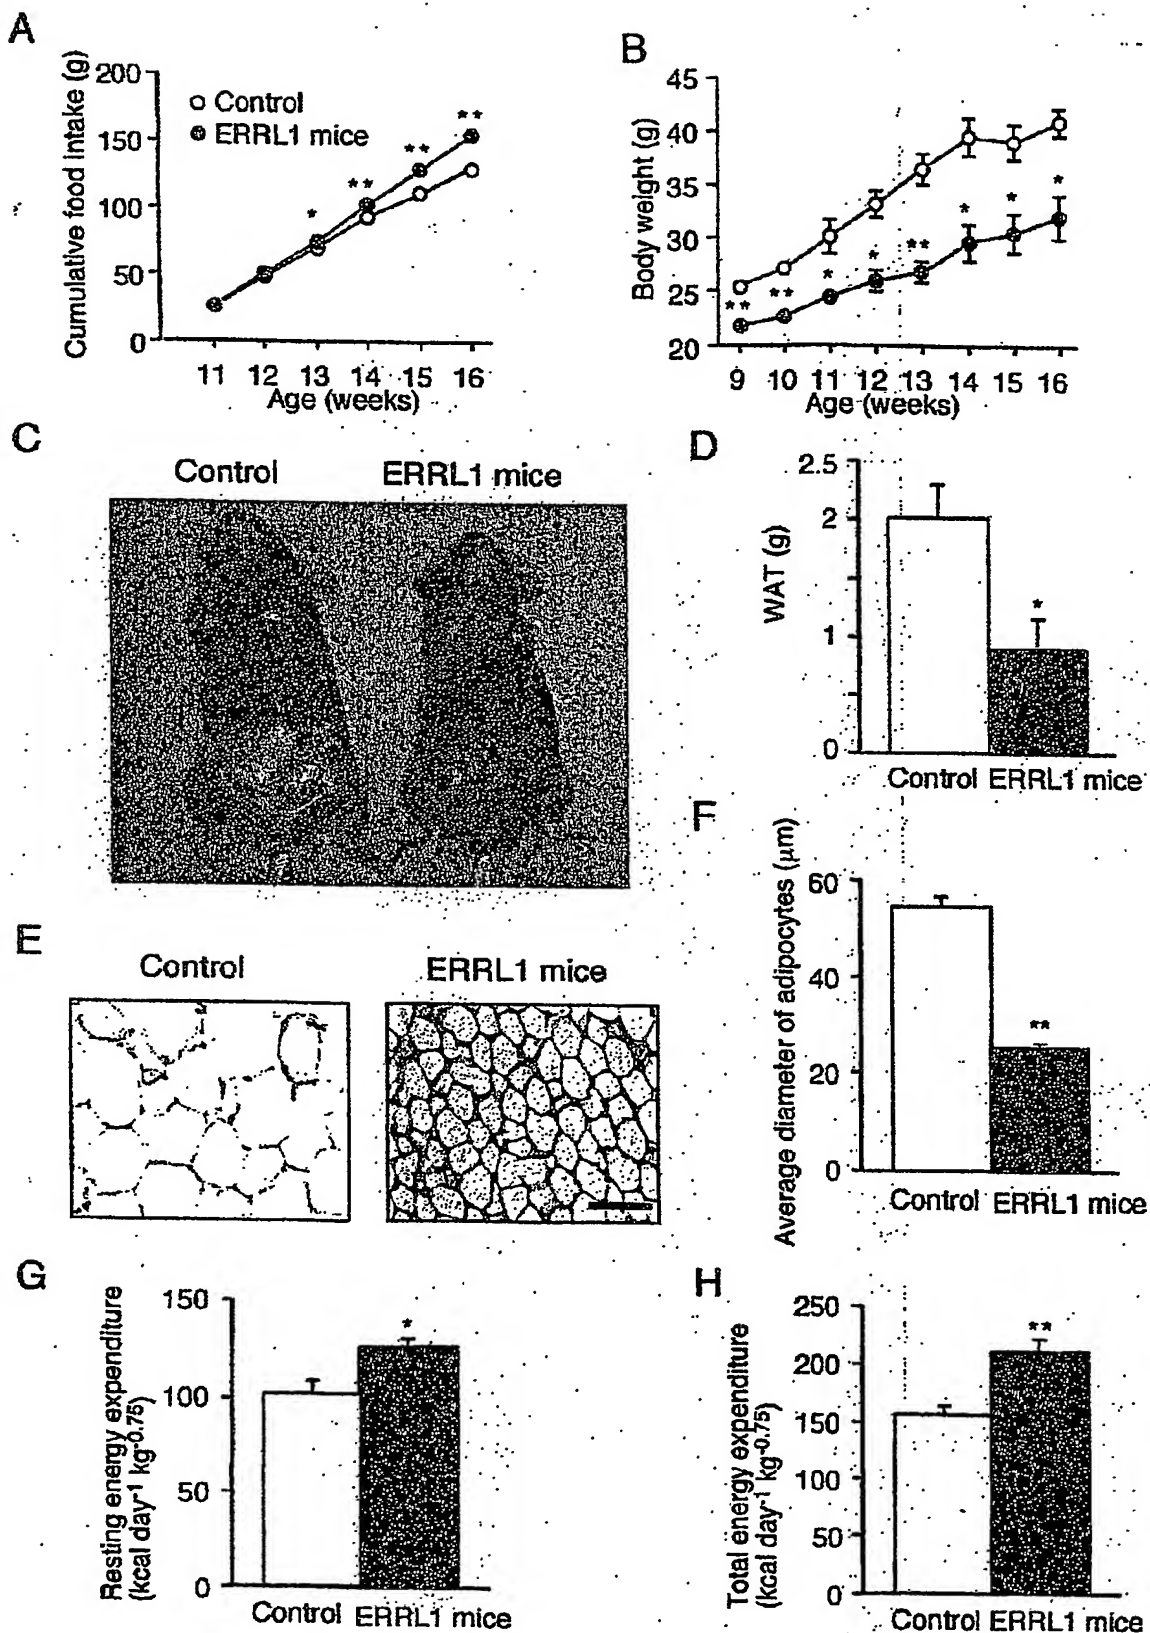 A
Cumulative food intake (g)
200
150
100
50
0
○ Control
● ERRL1 mice
*
**
**
**
11 12 13 14 15 16
Age (weeks)
B
Body weight (g)
45
40
35
30
25
20
**
**
*
*
**
*
*
*
9 10 11 12 13 14 15 16
Age (weeks)
C
Control ERRL1 mice
D
WAT (g)
2.5
2
1
0
*
Control ERRL1 mice
E
Control ERRL1 mice
F
Average diameter of adipocytes (μm)
60
40
20
0
**
Control ERRL1 mice
G
Resting energy expenditure
(kcal day-1 kg-0.75)
150
100
50
0
*
Control ERRL1 mice
H
Total energy expenditure
(kcal day-1 kg-0.75)
250
200
150
100
50
0
**
Control ERRL1 mice